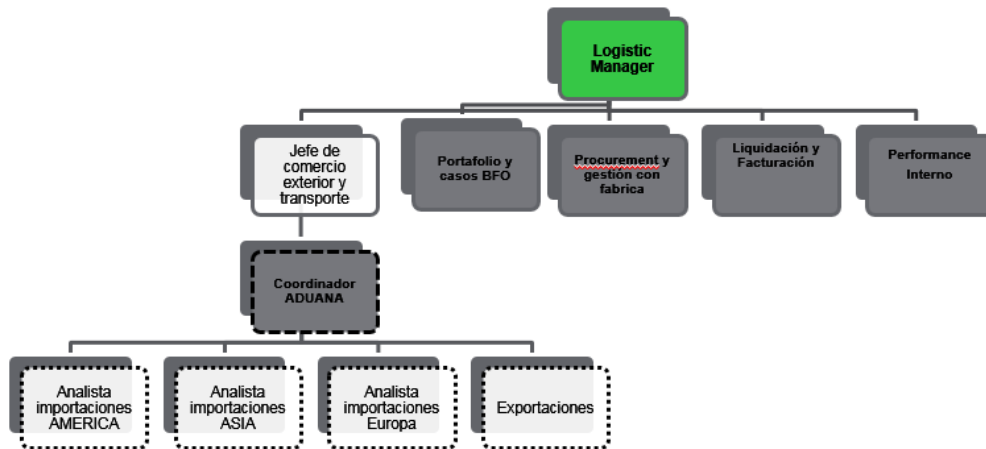 Logistic
Manager
Jefe de
comercio
exterior y
transporte
Portafolio y
casos BFO
Procurement y
gestión con
fabrica
Liquidación y
Facturación
Performance
Interno
Coordinador
ADUANA
Analista
importaciones
AMERICA
Analista
importaciones
ASIA
Analista
importaciones
Europa
Exportaciones